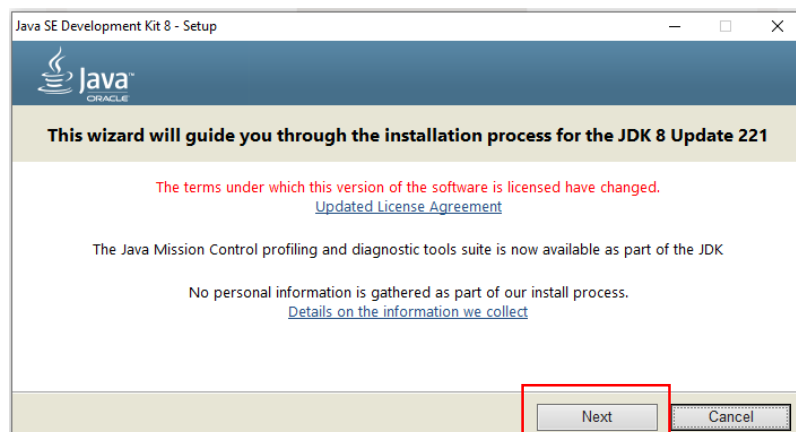 Java SE Development Kit 8 - Setup
Java™
ORACLE
This wizard will guide you through the installation process for the JDK 8 Update 221
The terms under which this version of the software is licensed have changed.
Updated License Agreement
The Java Mission Control profiling and diagnostic tools suite is now available as part of the JDK
No personal information is gathered as part of our install process.
Details on the information we collect
Next Cancel